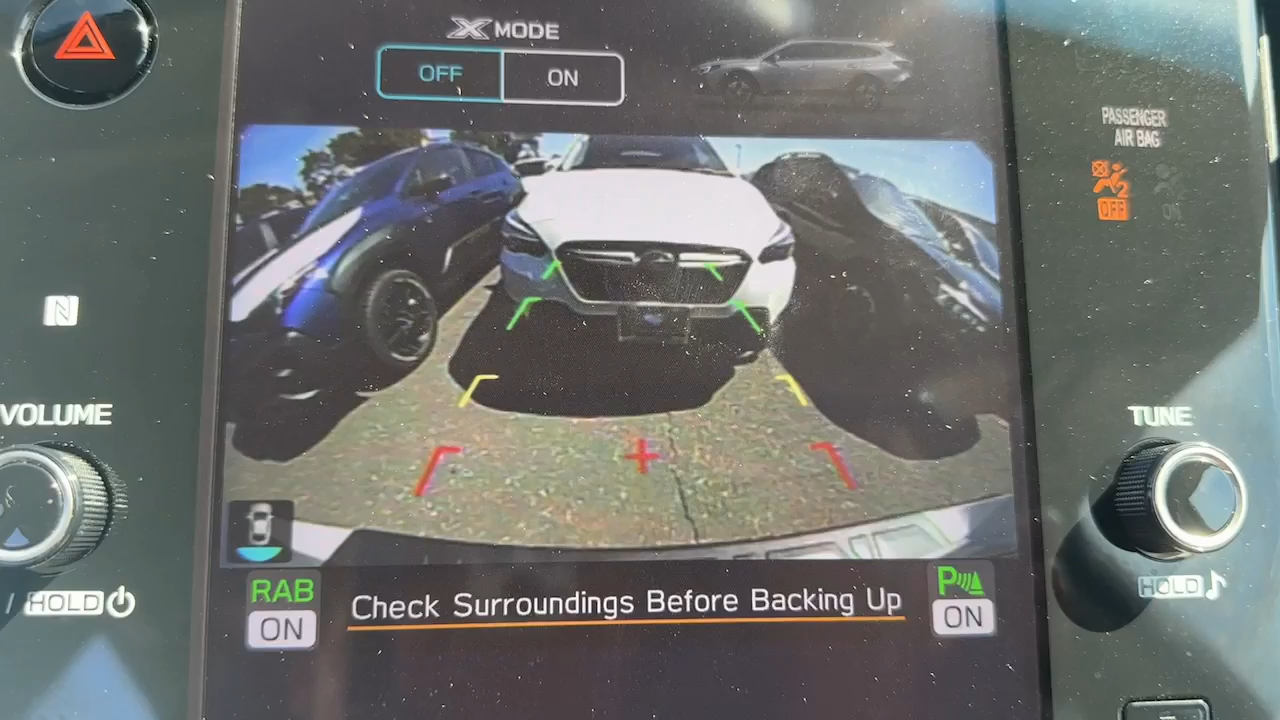 X MODE
OFF ON
PASSENGER
AIR BAG
2
OFF ON
N
VOLUME
TUNE
/ HOLD
HOLD
RAB
ON
Check Surroundings Before Backing Up
P
ON